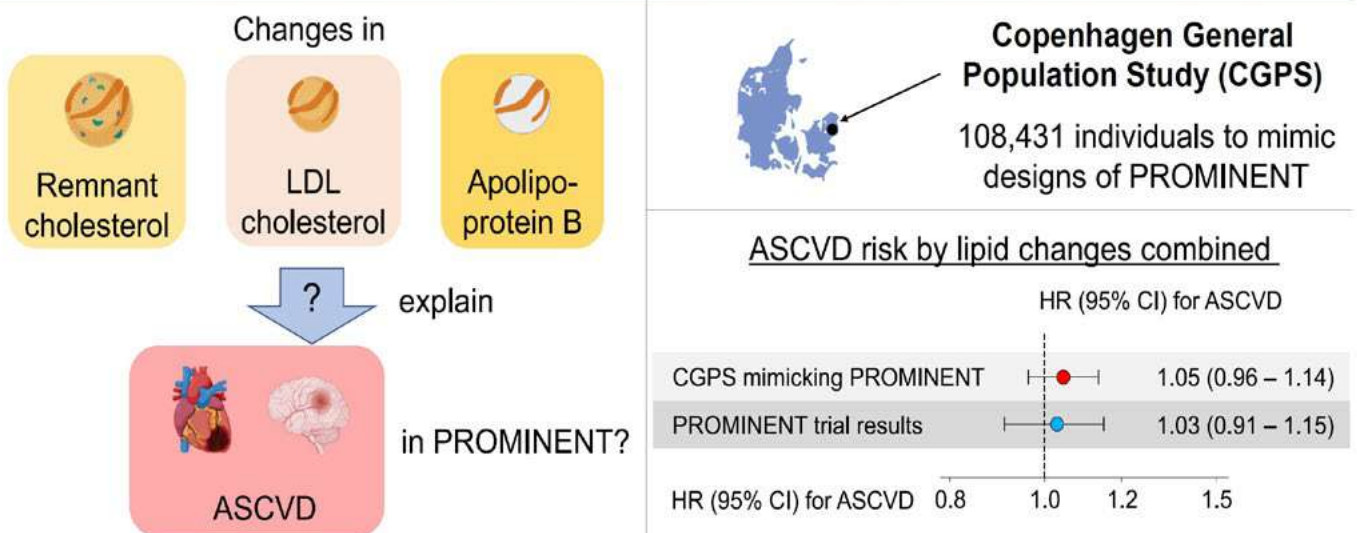 Changes in
Remnant
cholesterol
LDL
cholesterol
Apolipo-
protein B
?
explain
in PROMINENT?
ASCVD
Copenhagen General
Population Study (CGPS)
108,431 individuals to mimic
designs of PROMINENT
ASCVD risk by lipid changes combined
HR (95% CI) for ASCVD
CGPS mimicking PROMINENT 1.05 (0.96 – 1.14)
PROMINENT trial results 1.03 (0.91 – 1.15)
HR (95% CI) for ASCVD 0.8 1.0 1.2 1.5